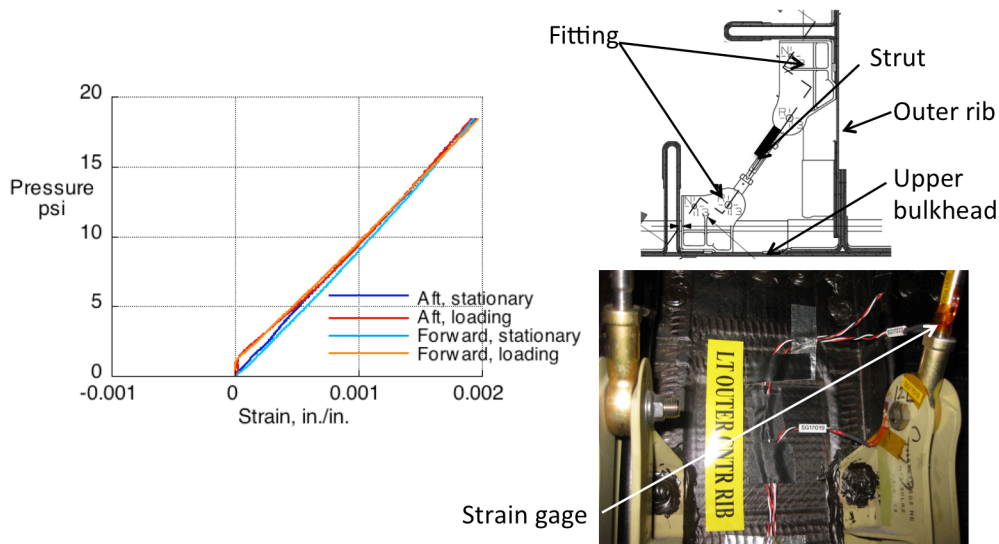 20
15
Pressure
psi
10
5
0
Aft, stationary
Aft, loading
Forward, stationary
Forward, loading
-0.001
0
0.001
0.002
Strain, in./in.
Fitting
Strut
Outer rib
Upper
bulkhead
LT OUTER CNTR RIB
SG17019
Strain gage